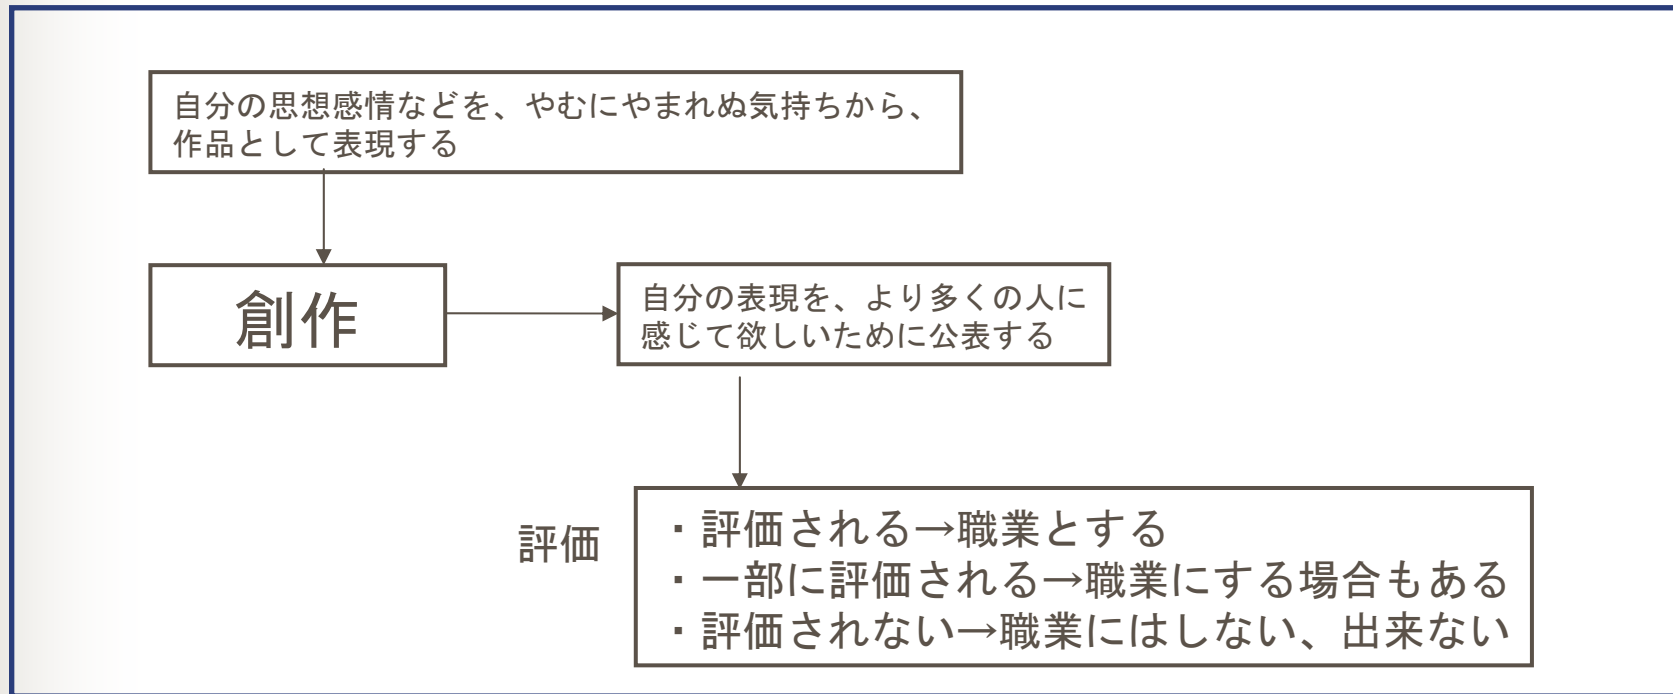 自分の思想感情などを、やむにやまれぬ気持ちから、
作品として表現する
創作
自分の表現を、より多くの人に
感じて欲しいために公表する
評価
・評価される→職業とする
・一部に評価される→職業にする場合もある
・評価されない→職業にはしない、出来ない